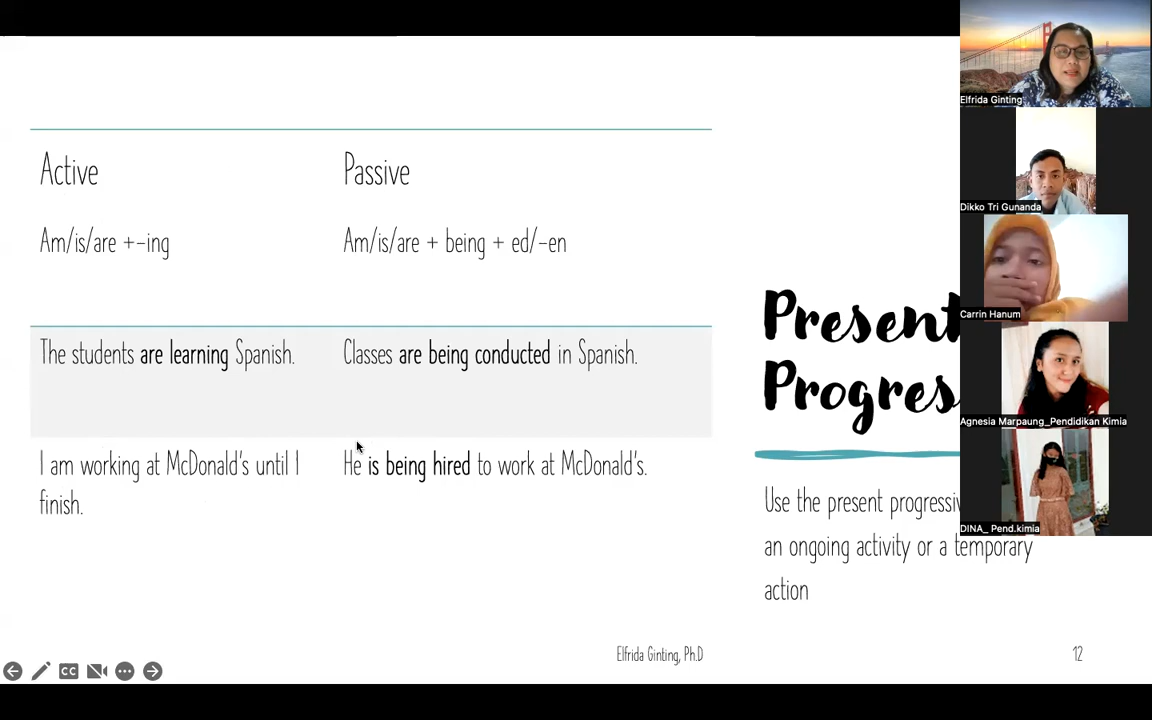 Active
Passive
Am/is/are +-ing
Am/is/are + being + ed/-en
The students are learning Spanish.
Classes are being conducted in Spanish.
I am working at McDonald's until I
finish.
He is being hired to work at McDonald's.
Present
Use the present
an ongoing activity or a temporary
action
Elfrida Ginting, Ph.D
12
CC
Elfrida Ginting
Dikko Tri Gunanda
Carrin Hanum
Agnesia Marpaung_Pendidikan Kimia
DINA_ Pend.kimia